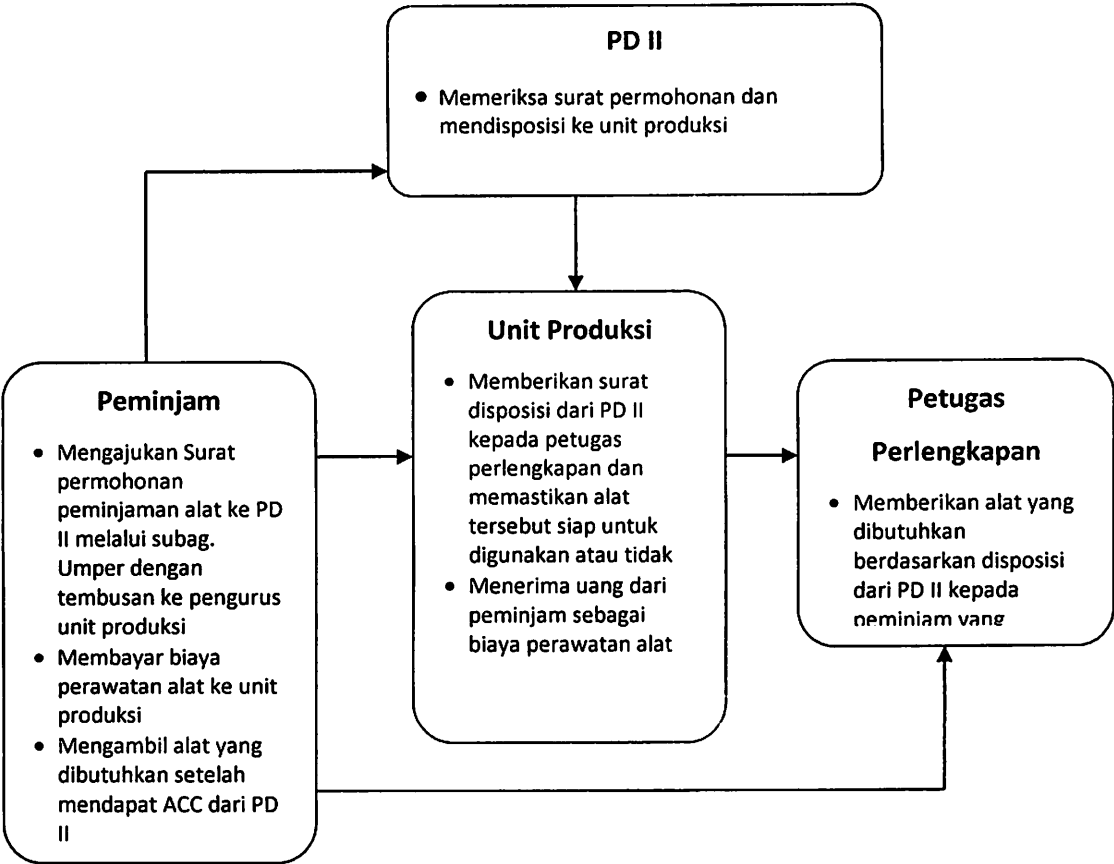 PD II
• Memeriksa surat permohonan dan
mendisposisi ke unit produksi
Unit Produksi
• Memberikan surat
disposisi dari PD II
kepada petugas
perlengkapan dan
memastikan alat
tersebut siap untuk
digunakan atau tidak
• Menerima uang dari
peminjam sebagai
biaya perawatan alat
Peminjam
• Mengajukan Surat
permohonan
peminjaman alat ke PD
II melalui subag.
Umper dengan
tembusan ke pengurus
unit produksi
• Membayar biaya
perawatan alat ke unit
produksi
• Mengambil alat yang
dibutuhkan setelah
mendapat ACC dari PD
II
Petugas
Perlengkapan
• Memberikan alat yang
dibutuhkan
berdasarkan disposisi
dari PD II kepada
peminjam yang